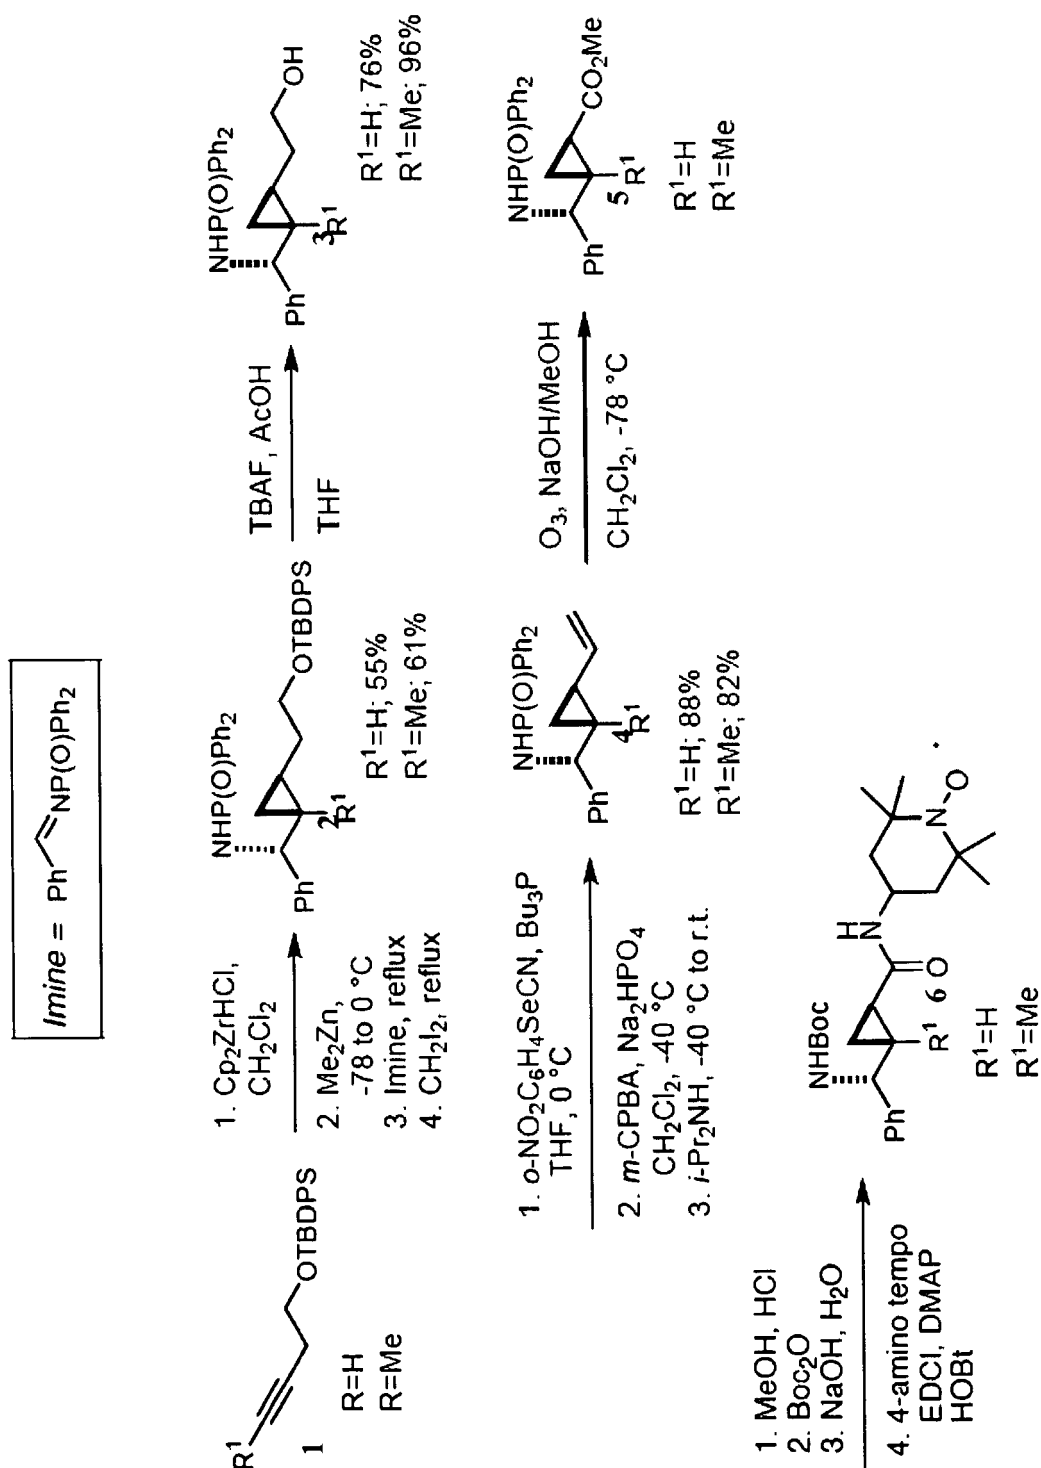 Imine = Ph NP(O)Ph2
R1
1
OTBDPS
R=H
R=Me
1. Cp2ZrHCl,
CH2Cl2
2. Me2Zn,
-78 to 0 °C
3. Imine, reflux
4. CH2I2, reflux
NHP(O)Ph2
Ph
2
R1
OTBDPS
R1=H; 55%
R1=Me; 61%
TBAF, AcOH
THF
NHP(O)Ph2
Ph
3
R1
OH
R1=H; 76%
R1=Me; 96%
1. o-NO2C6H4SeCN, Bu3P
THF, 0 °C
2. m-CPBA, Na2HPO4
CH2Cl2, -40 °C
3. i-Pr2NH, -40 °C to r.t.
NHP(O)Ph2
Ph
4
R1
R1=H; 88%
R1=Me; 82%
O3, NaOH/MeOH
CH2Cl2, -78 °C
NHP(O)Ph2
Ph
5
R1
CO2Me
R1=H
R1=Me
1. MeOH, HCl
2. Boc2O
3. NaOH, H2O
4. 4-amino tempo
EDCI, DMAP
HOBt
NHBoc
Ph
R1
6
O
H
N
N
O
R1=H
R1=Me